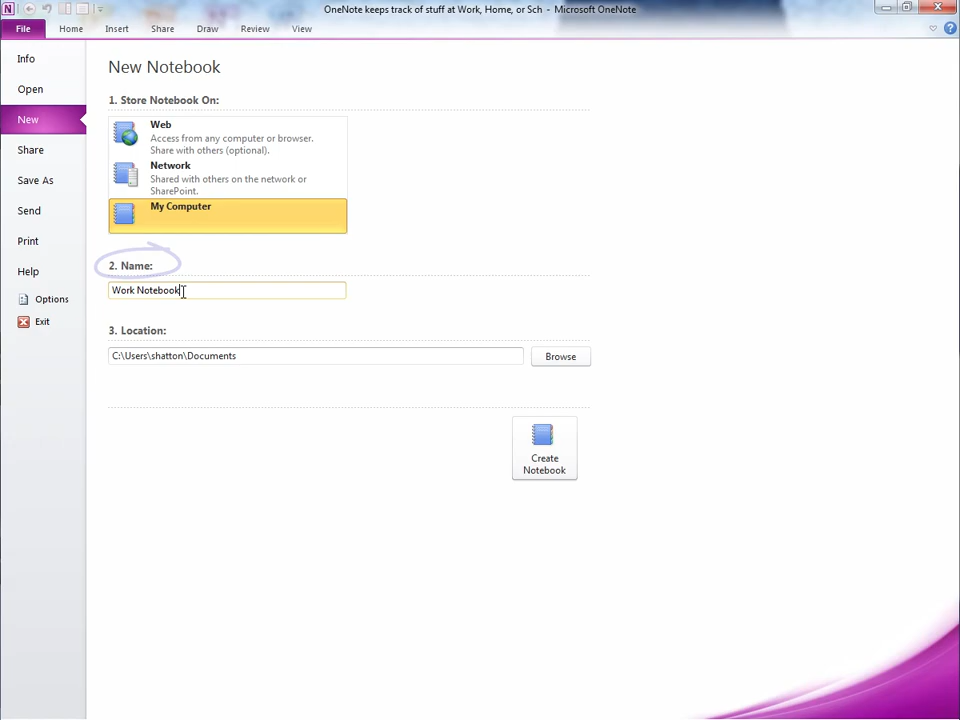 OneNote keeps track of stuff at Work, Home, or Sch - Microsoft OneNote
File Home Insert Share Draw Review View
Info
Open
New
Share
Save As
Send
Print
Help
Options
Exit
New Notebook
1. Store Notebook On:
Web
Access from any computer or browser.
Share with others (optional).
Network
Shared with others on the network or
SharePoint.
My Computer
2. Name:
Work Notebook
3. Location:
C:\Users\shatton\Documents
Browse
Create
Notebook